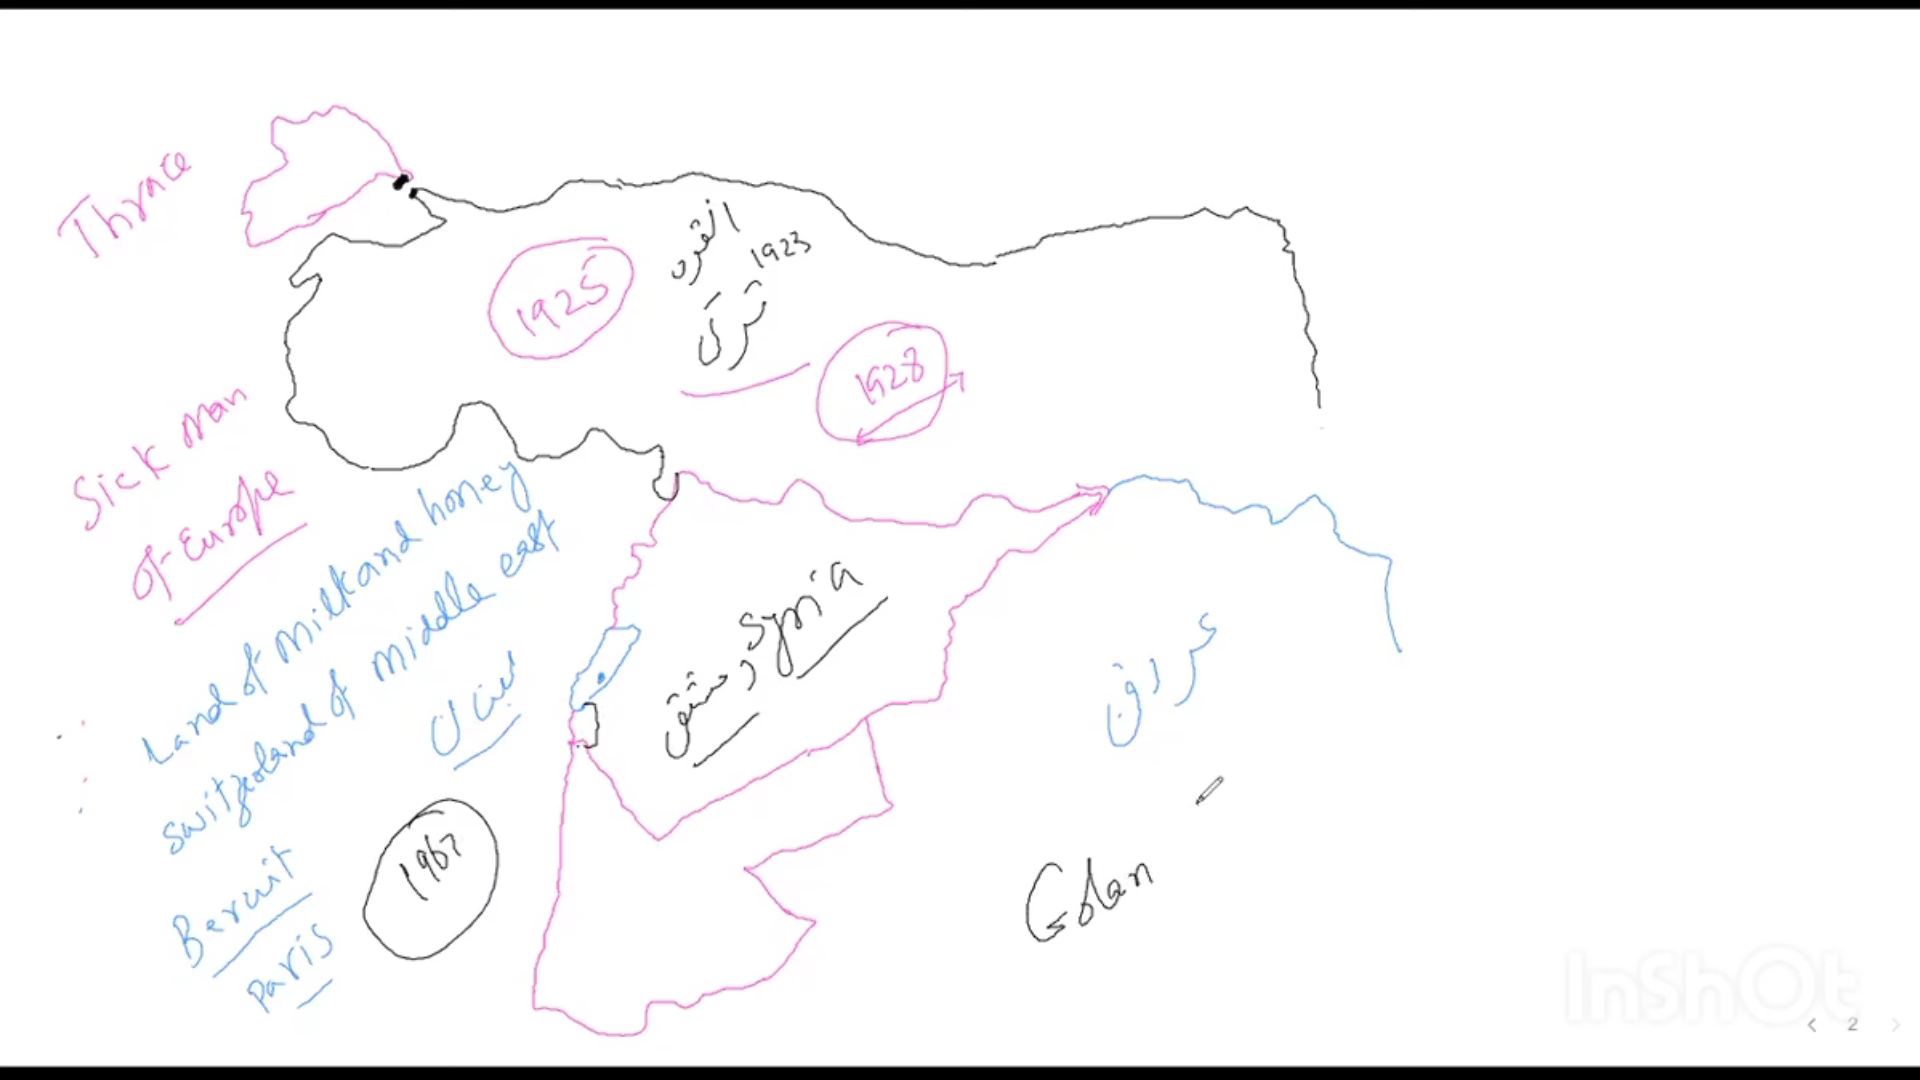 Thrace
انقرہ
1923
1925
ترکی
1928
Sick Man
of Europe
Land of Milk and honey
Switzerland of Middle east
لبنان
Beruit
Paris
1967
Syria
دمشق
عراق
Golan
InShOt
2